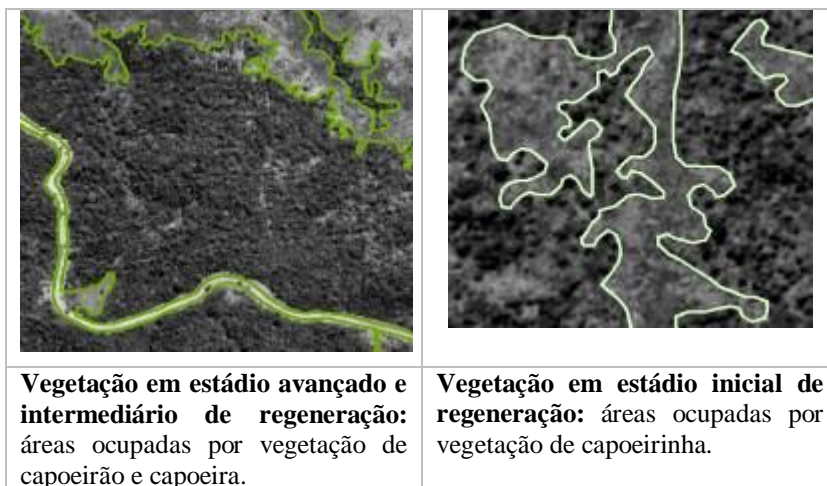 Vegetação em estádio avançado e
intermediário de regeneração:
áreas ocupadas por vegetação de
capoeirão e capoeira.
Vegetação em estádio inicial de
regeneração: áreas ocupadas por
vegetação de capoeirinha.